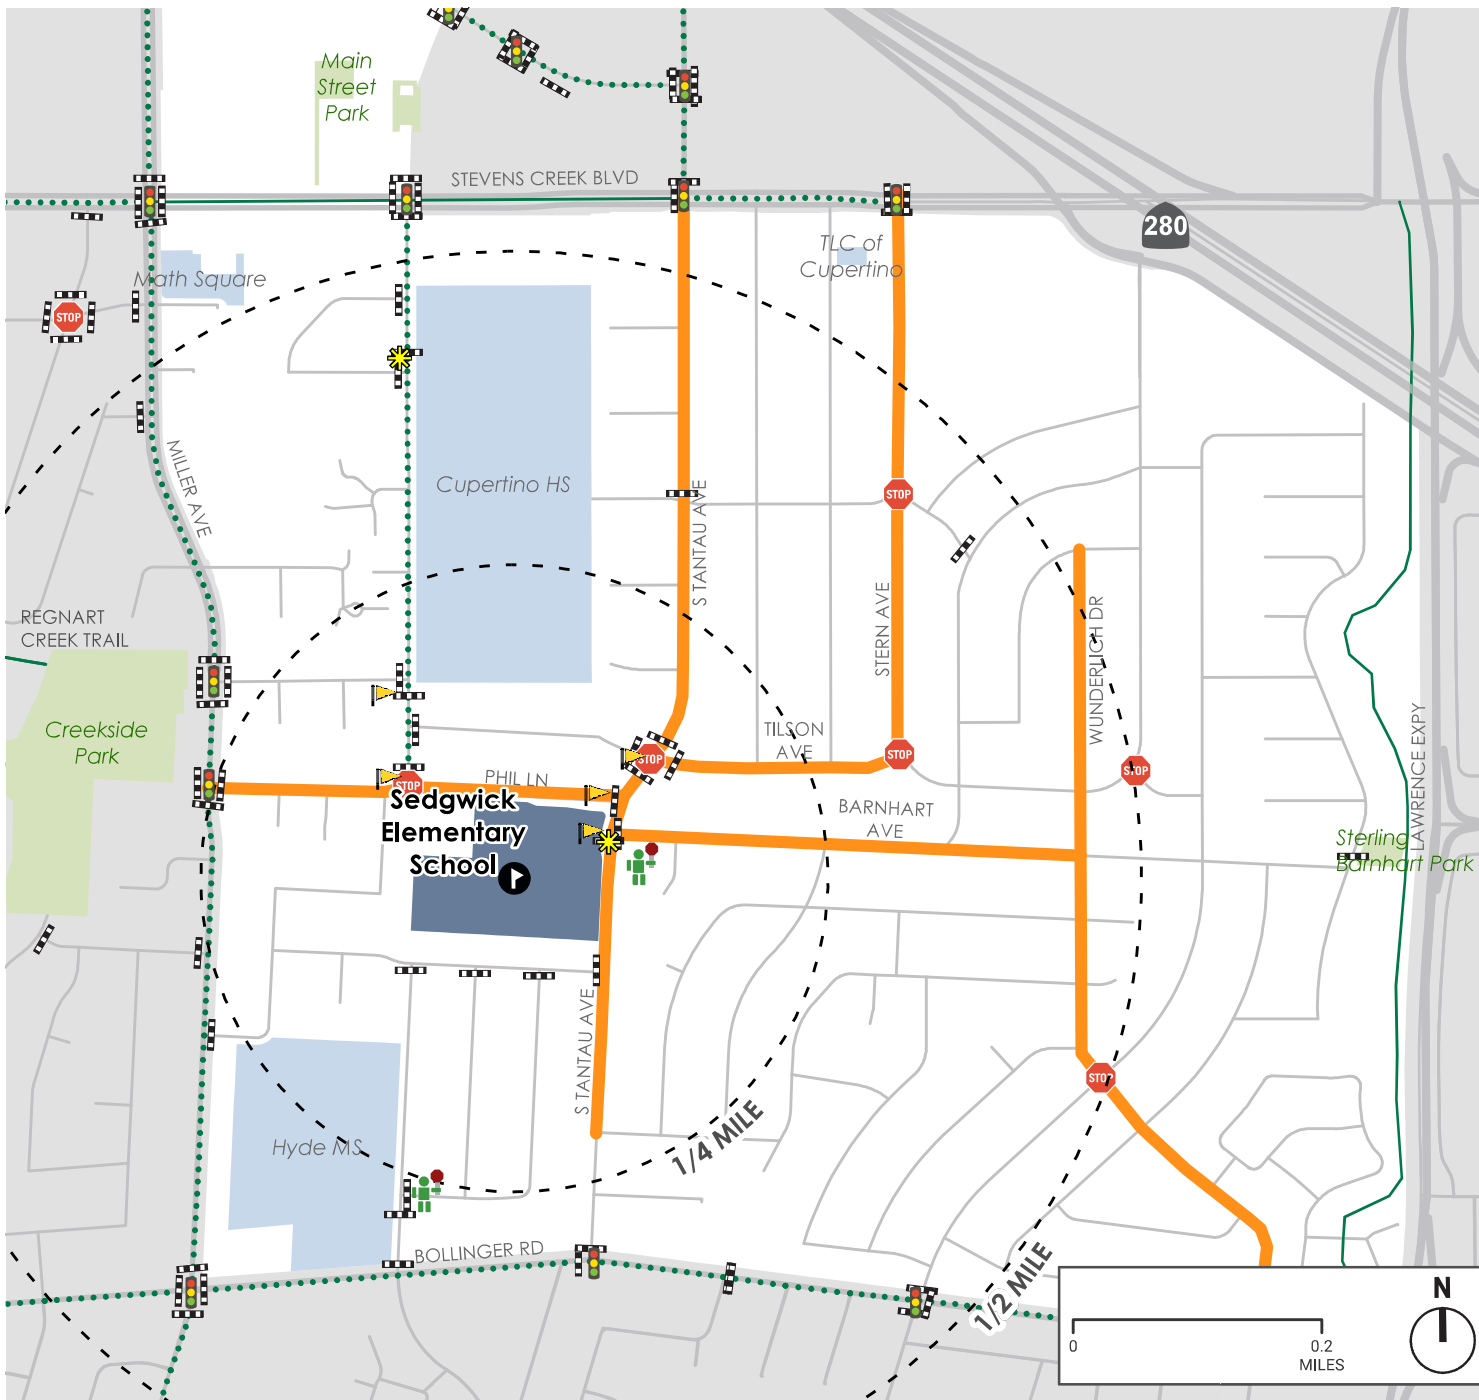 Main
Street
Park
STEVENS CREEK BLVD
280
TLC of
Cupertino
Math Square
STOP
MILLER AVE
Cupertino HS
S TANTAU AVE
STOP
STERN AVE
WUNDERLICH DR
REGNART
CREEK TRAIL
Creekside
Park
TILSON
AVE
STOP
STOP
STOP
LAWRENCE EXPY
PHIL LN
STOP
Sedgwick
Elementary
School
BARNHART
AVE
Sterling
Barnhart Park
S TANTAU AVE
STOP
1/4 MILE
Hyde MS
BOLLINGER RD
1/2 MILE
N
0
0.2
MILES